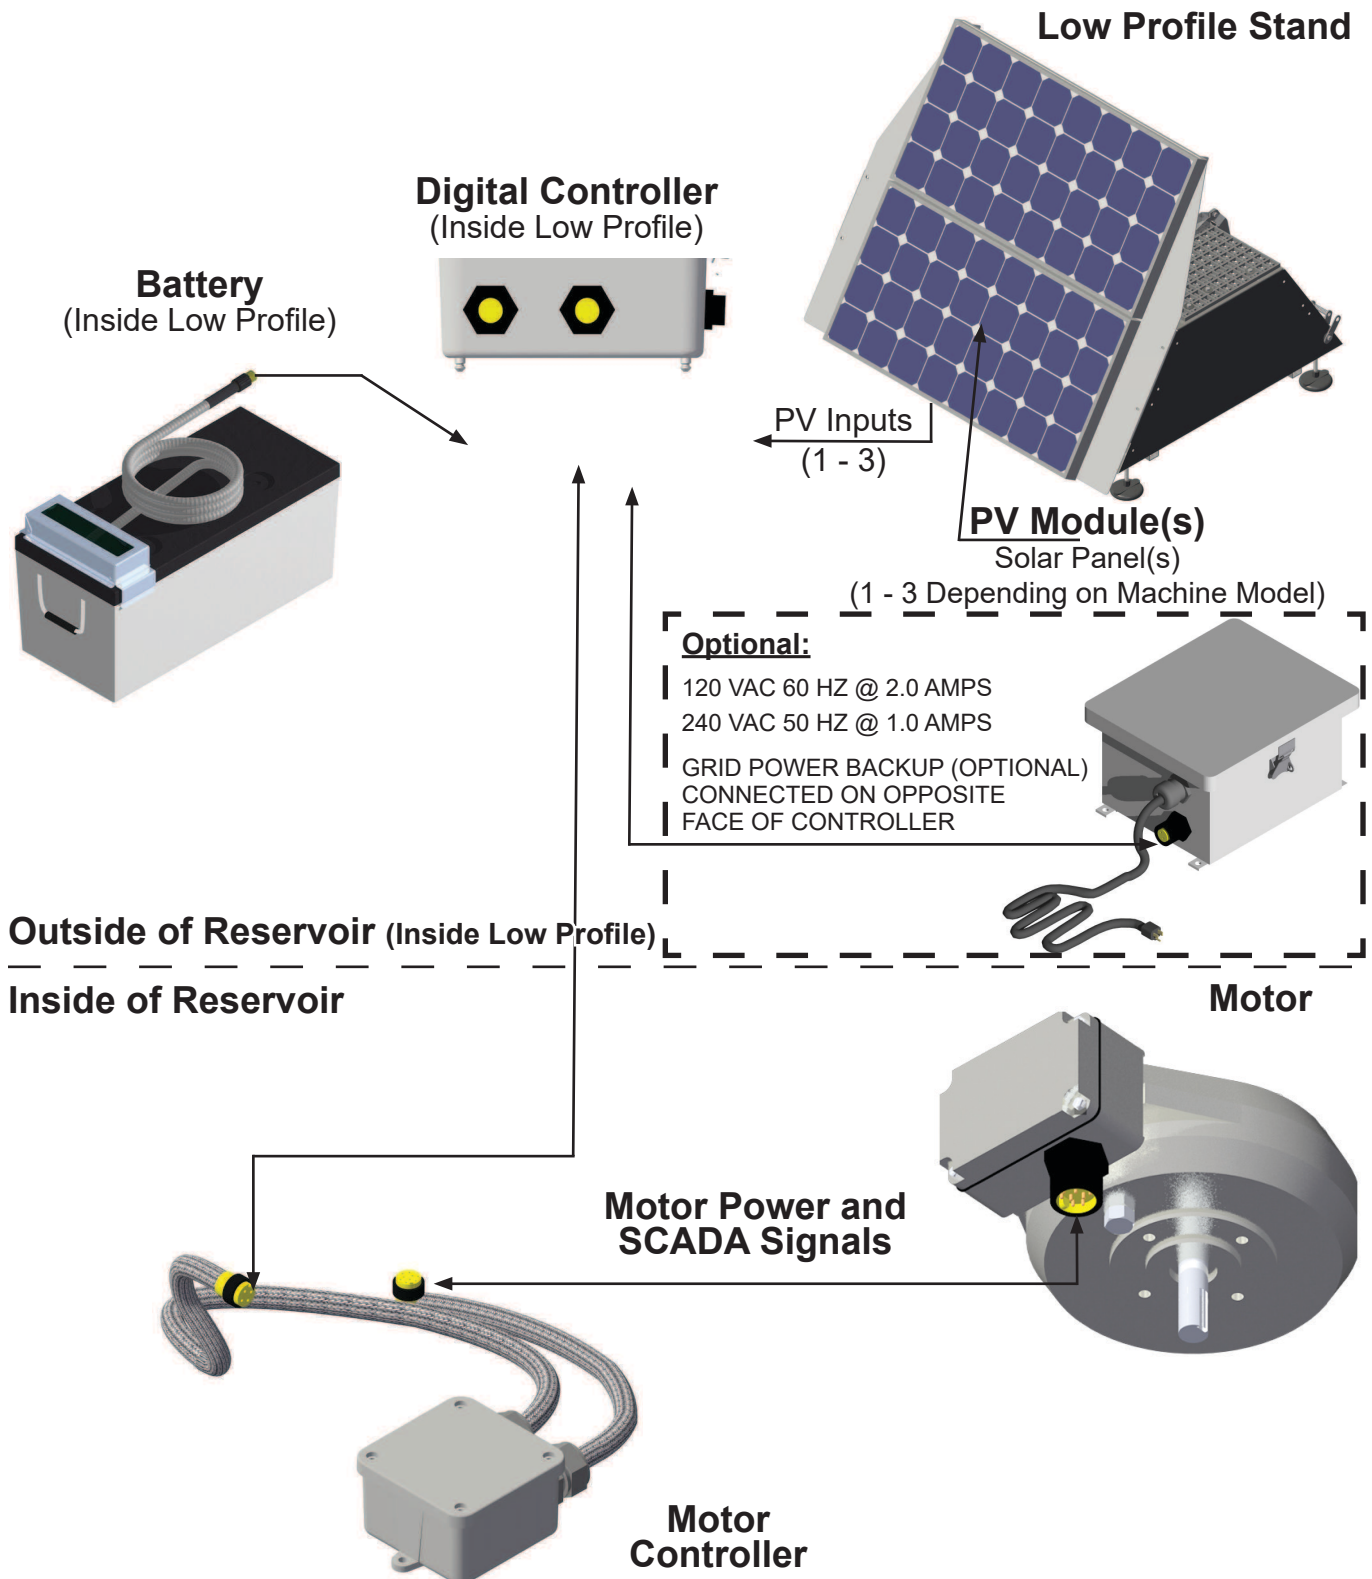 Low Profile Stand
Digital Controller
(Inside Low Profile)
Battery
(Inside Low Profile)
PV Inputs
(1 - 3)
PV Module(s)
Solar Panel(s)
(1 - 3 Depending on Machine Model)
Optional:
120 VAC 60 HZ @ 2.0 AMPS
240 VAC 50 HZ @ 1.0 AMPS
GRID POWER BACKUP (OPTIONAL)
CONNECTED ON OPPOSITE
FACE OF CONTROLLER
Outside of Reservoir (Inside Low Profile)
Inside of Reservoir
Motor
Motor Power and
SCADA Signals
Motor
Controller